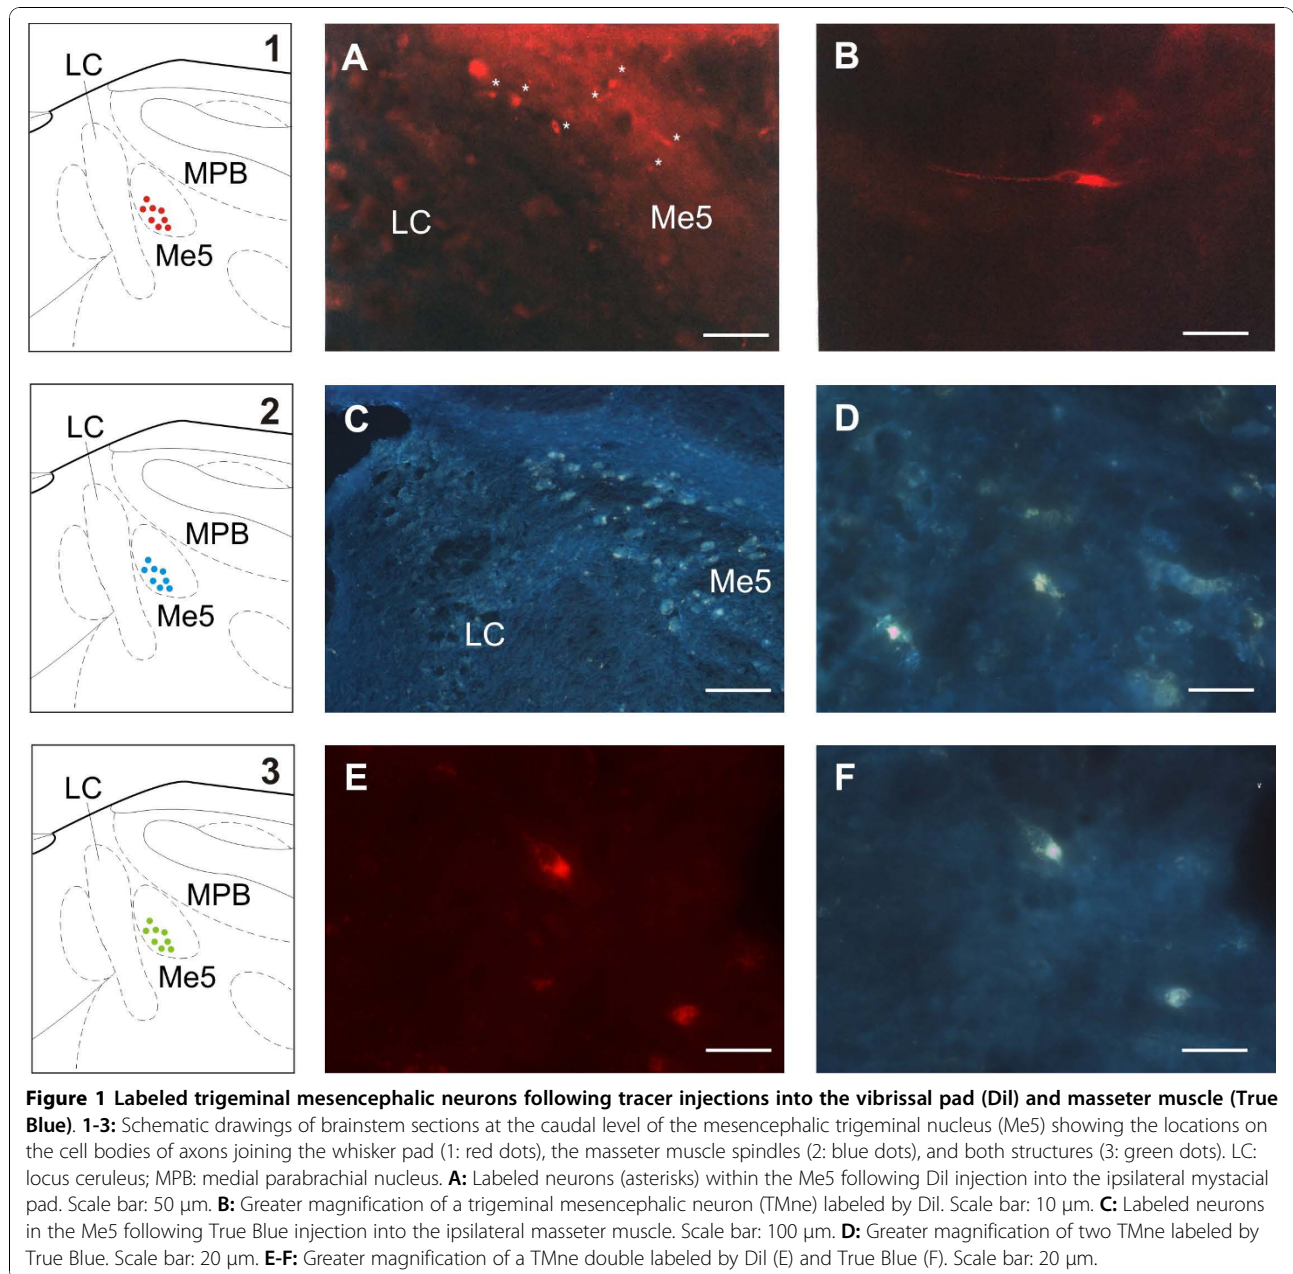 1
LC
MPB
Me5
A
* * * * * * *
LC
Me5
B
2
LC
MPB
Me5
C
Me5
LC
D
3
LC
MPB
Me5
E
F
Figure 1 Labeled trigeminal mesencephalic neurons following tracer injections into the vibrissal pad (DiI) and masseter muscle (True
Blue). 1-3: Schematic drawings of brainstem sections at the caudal level of the mesencephalic trigeminal nucleus (Me5) showing the locations on
the cell bodies of axons joining the whisker pad (1: red dots), the masseter muscle spindles (2: blue dots), and both structures (3: green dots). LC:
locus ceruleus; MPB: medial parabrachial nucleus. A: Labeled neurons (asterisks) within the Me5 following DiI injection into the ipsilateral mystacial
pad. Scale bar: 50 μm. B: Greater magnification of a trigeminal mesencephalic neuron (TMne) labeled by DiI. Scale bar: 10 μm. C: Labeled neurons
in the Me5 following True Blue injection into the ipsilateral masseter muscle. Scale bar: 100 μm. D: Greater magnification of two TMne labeled by
True Blue. Scale bar: 20 μm. E-F: Greater magnification of a TMne double labeled by DiI (E) and True Blue (F). Scale bar: 20 μm.